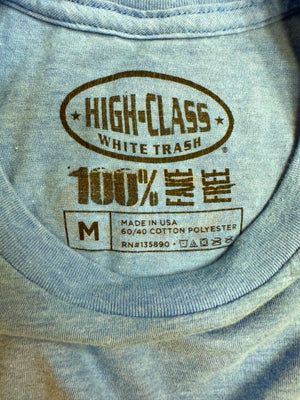 HIGH-CLASS
WHITE TRASH
®
100% FAKE FREE
M
MADE IN USA
60/40 COTTON POLYESTER
RN#135890 •